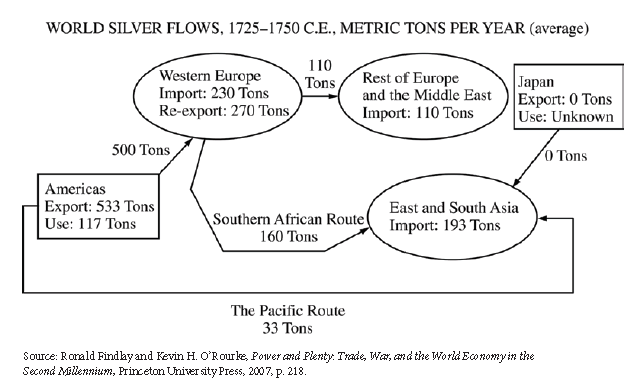 WORLD SILVER FLOWS, 1725–1750 C.E., METRIC TONS PER YEAR (average)
Western Europe
Import: 230 Tons
Re-export: 270 Tons
110
Tons
Rest of Europe
and the Middle East
Import: 110 Tons
Japan
Export: 0 Tons
Use: Unknown
500 Tons
0 Tons
Americas
Export: 533 Tons
Use: 117 Tons
Southern African Route
160 Tons
East and South Asia
Import: 193 Tons
The Pacific Route
33 Tons
Source: Ronald Findlay and Kevin H. O'Rourke, Power and Plenty: Trade, War, and the World Economy in the
Second Millennium, Princeton University Press, 2007, p. 218.